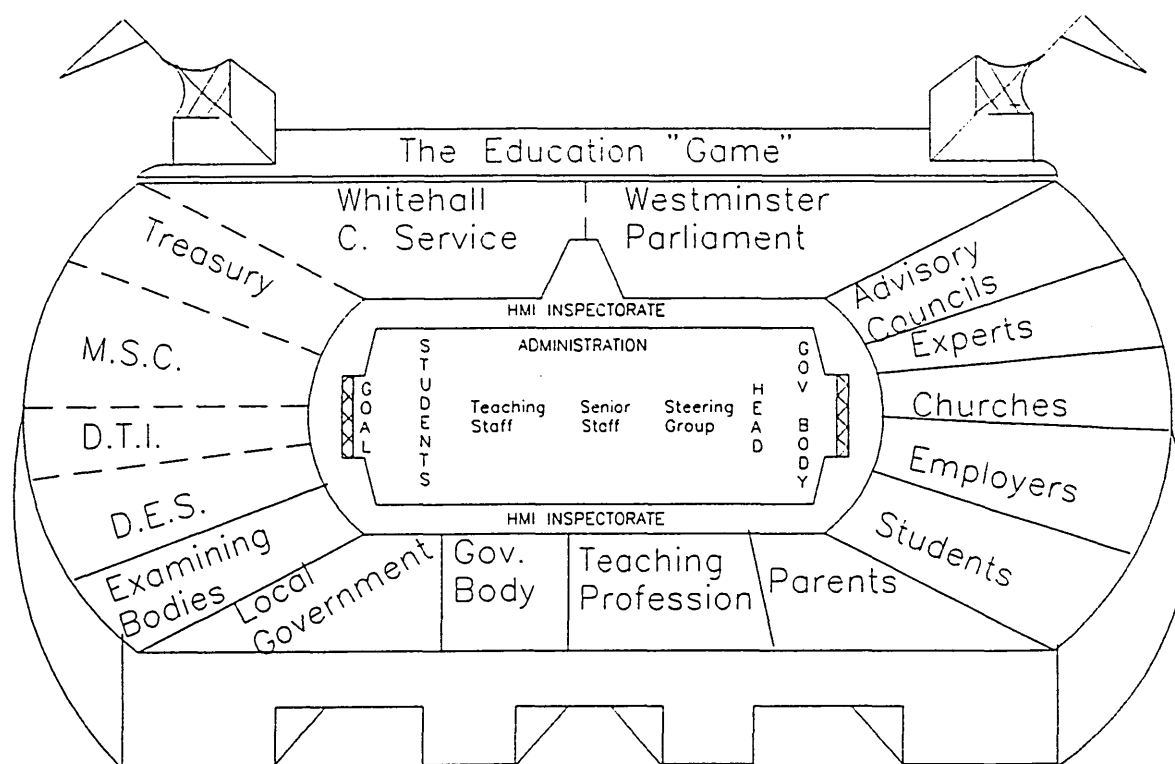 The Education "Game"
Whitehall
C. Service
Westminster
Parliament
Treasury
M.S.C.
D.T.I.
D.E.S.
Examining
Bodies
Local
Government
Gov.
Body
Teaching
Profession
Parents
Students
Employers
Churches
Experts
Advisory
Councils
HMI INSPECTORATE
ADMINISTRATION
GOAL
STUDENTS
Teaching
Staff
Senior
Staff
Steering
Group
HEAD
GOV BODY
HMI INSPECTORATE